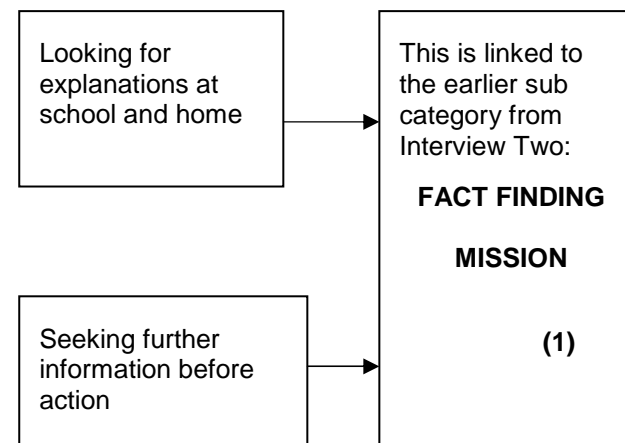 Looking for
explanations at
school and home
This is linked to
the earlier sub
category from
Interview Two:
FACT FINDING
MISSION
(1)
Seeking further
information before
action